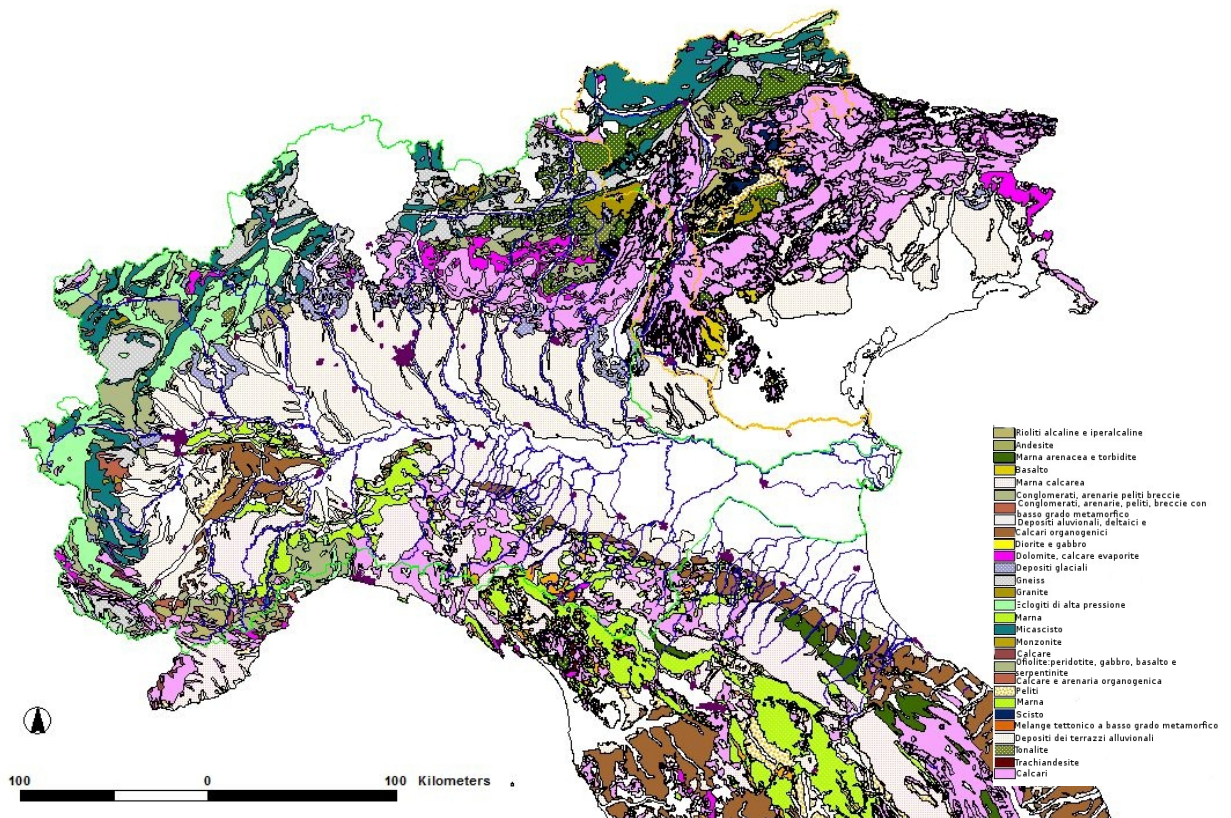 Rioliti alcaline e iperalcaline
Andesite
Marna arenacea e torbidite
Basalto
Marna calcarea
Conglomerati, arenarie peliti breccie
Conglomerati, arenarie, peliti, breccie con
basso grado metamorfico
Depositi aluvionali, deltaici e
Calcari organogenici
Diorite e gabbro
Dolomite, calcare evaporite
Depositi glaciali
Gneiss
Granite
Eclogiti di alta pressione
Marna
Micascisto
Monzonite
Calcare
Ofiolite:peridotite, gabbro, basalto e
serpentinite
Calcare e arenaria organogenica
Peliti
Marna
Scisto
Melange tettonico a basso grado metamorfico
Depositi dei terrazzi alluvionali
Tonalite
Trachiandesite
Calcari
100 0 100 Kilometers